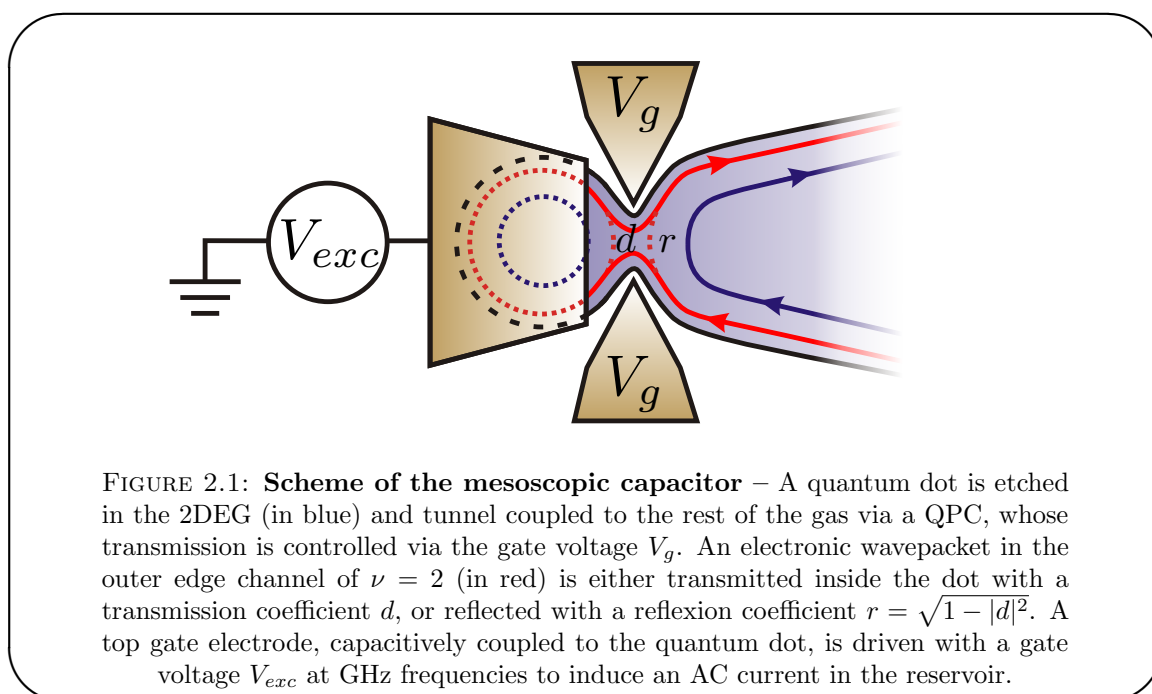 V_g
V_{exc}
d r
V_g
FIGURE 2.1: Scheme of the mesoscopic capacitor – A quantum dot is etched
in the 2DEG (in blue) and tunnel coupled to the rest of the gas via a QPC, whose
transmission is controlled via the gate voltage V_g. An electronic wavepacket in the
outer edge channel of ν = 2 (in red) is either transmitted inside the dot with a
transmission coefficient d, or reflected with a reflexion coefficient r = √(1 − |d|²). A
top gate electrode, capacitively coupled to the quantum dot, is driven with a gate
voltage V_{exc} at GHz frequencies to induce an AC current in the reservoir.